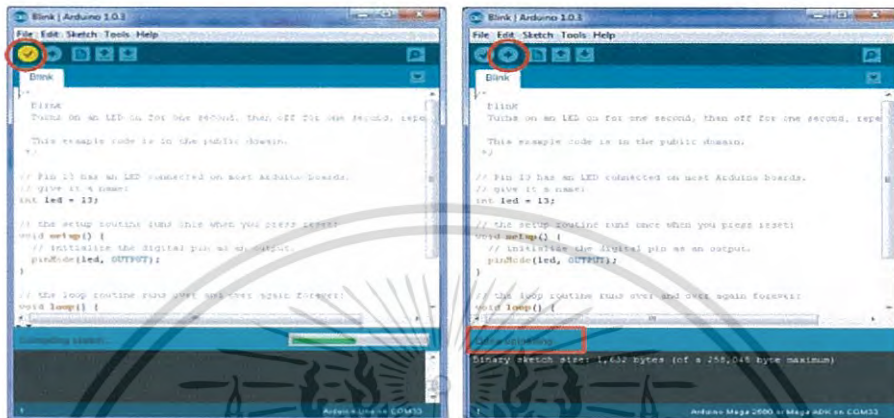 Blink | Arduino 1.0.3
File Edit Sketch Tools Help
Blink
/*
Blink
Turns on an LED on for one second, then off for one second, repe
This example code is in the public domain.
*/
// Pin 13 has an LED connected on most Arduino boards.
// give it a name:
int led = 13;
// the setup routine runs once when you press reset:
void setup() {
// initialize the digital pin as an output.
pinMode(led, OUTPUT);
}
// the loop routine runs over and over again forever:
void loop() {
Compiling sketch...
1
Arduino Uno on COM33
Blink | Arduino 1.0.3
File Edit Sketch Tools Help
Blink
/*
Blink
Turns on an LED on for one second, then off for one second, repe
This example code is in the public domain.
*/
// Pin 13 has an LED connected on most Arduino boards.
// give it a name:
int led = 13;
// the setup routine runs once when you press reset:
void setup() {
// initialize the digital pin as an output.
pinMode(led, OUTPUT);
}
// the loop routine runs over and over again forever:
void loop() {
Done uploading.
Binary sketch size: 1,632 bytes (of a 258,048 byte maximum)
1
Arduino Mega 2560 or Mega ADK on COM33